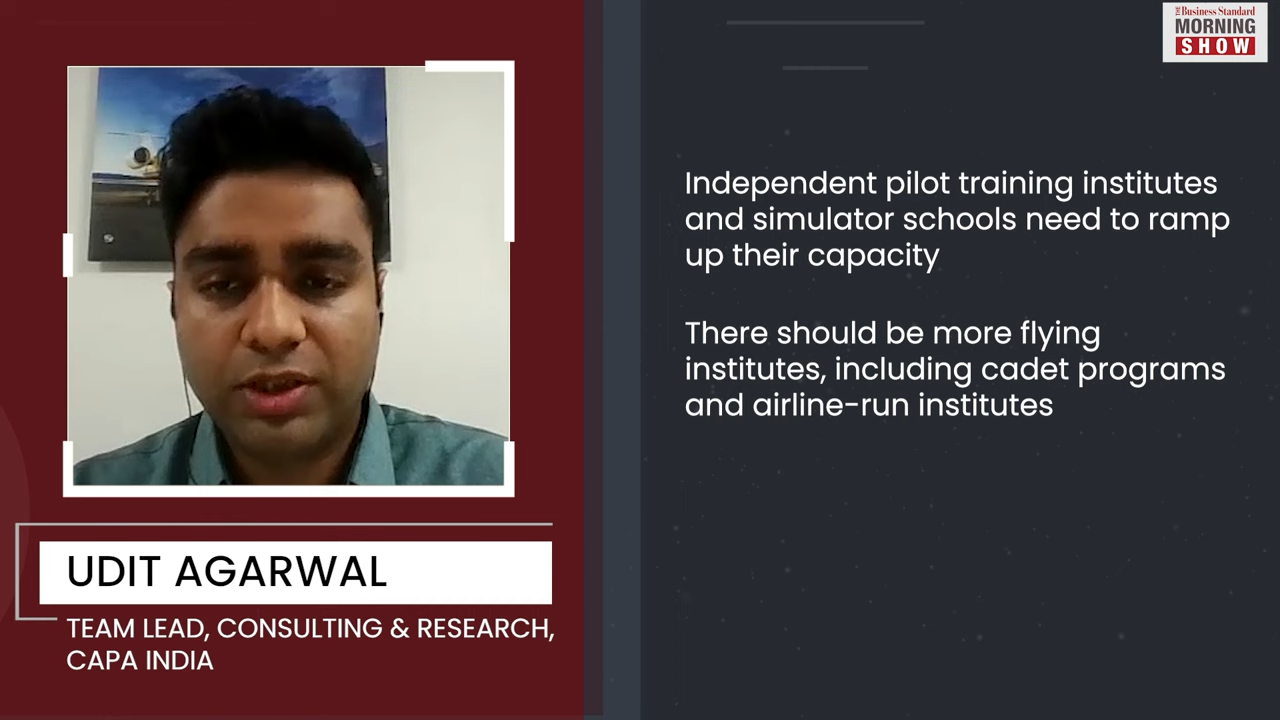 THE Business Standard
MORNING
SHOW
Independent pilot training institutes
and simulator schools need to ramp
up their capacity
There should be more flying
institutes, including cadet programs
and airline-run institutes
UDIT AGARWAL
TEAM LEAD, CONSULTING & RESEARCH,
CAPA INDIA